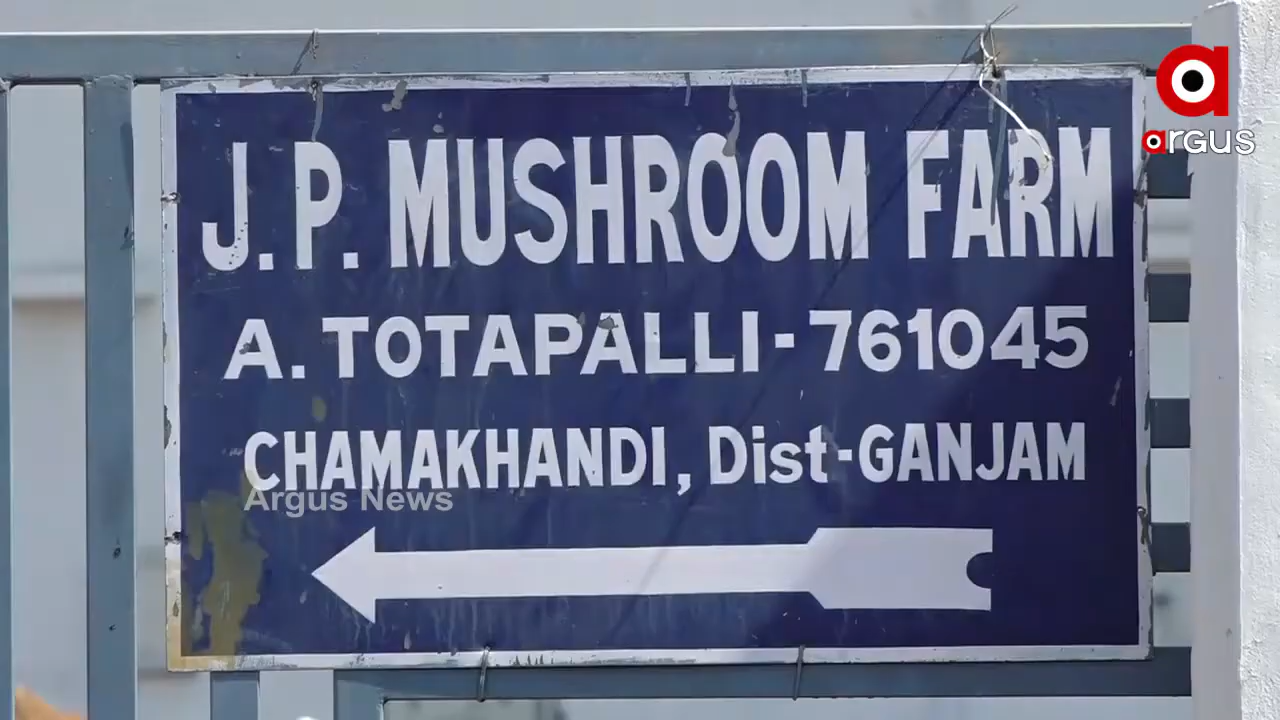 J.P. MUSHROOM FARM
A. TOTAPALLI-761045
CHAMAKHANDI, Dist-GANJAM
Argus News
a
argus